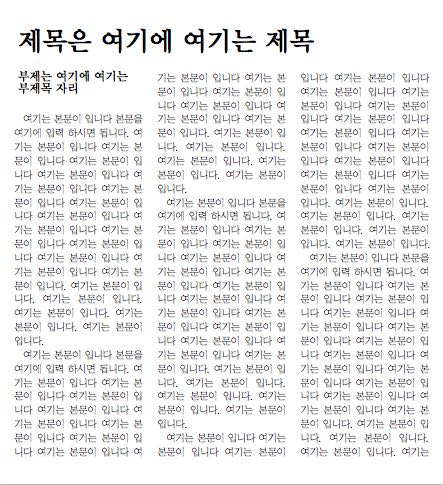 제목은 여기에 여기는 제목
부제는 여기에 여기는
부제목 자리
여기는 본문이 입니다 본문을
여기에 입력 하시면 됩니다. 여
기는 본문이 입니다 여기는 본
문이 입니다 여기는 본문이 입
니다 여기는 본문이 입니다 여
기는 본문이 입니다 여기는 본
문이 입니다 여기는 본문이 입
니다 여기는 본문이 입니다 여
기는 본문이 입니다 여기는 본
문이 입니다 여기는 본문이 입
니다 여기는 본문이 입니다 여
기는 본문이 입니다 여기는 본
문이 입니다. 여기는 본문이 입
니다. 여기는 본문이 입니다.
여기는 본문이 입니다. 여기는
본문이 입니다. 여기는 본문이
입니다.
여기는 본문이 입니다 본문을
여기에 입력 하시면 됩니다. 여
기는 본문이 입니다 여기는 본
문이 입니다 여기는 본문이 입
니다 여기는 본문이 입니다 여
기는 본문이 입니다 여기는 본
문이 입니다 여기는 본문이 입
니다 여기는 본문이 입니다 여
기는 본문이 입니다 여기는 본
문이 입니다 여기는 본문이 입
니다 여기는 본문이 입니다 여
기는 본문이 입니다 여기는 본
문이 입니다. 여기는 본문이 입
니다. 여기는 본문이 입니다.
여기는 본문이 입니다. 여기는
본문이 입니다. 여기는 본문이
입니다.
여기는 본문이 입니다 본문을
여기에 입력 하시면 됩니다. 여
기는 본문이 입니다 여기는 본
문이 입니다 여기는 본문이 입
니다 여기는 본문이 입니다 여
기는 본문이 입니다 여기는 본
문이 입니다 여기는 본문이 입
니다 여기는 본문이 입니다 여
기는 본문이 입니다 여기는 본
문이 입니다 여기는 본문이 입
니다 여기는 본문이 입니다 여
기는 본문이 입니다 여기는 본
문이 입니다. 여기는 본문이 입
니다. 여기는 본문이 입니다.
여기는 본문이 입니다. 여기는
본문이 입니다. 여기는 본문이
입니다.
여기는 본문이 입니다 여기는
본문이 입니다 여기는 본문이
입니다 여기는 본문이 입니다
여기는 본문이 입니다 여기는
본문이 입니다 여기는 본문이
입니다 여기는 본문이 입니다
여기는 본문이 입니다 여기는
본문이 입니다 여기는 본문이
입니다 여기는 본문이 입니다
여기는 본문이 입니다 여기는
본문이 입니다 여기는 본문이
입니다. 여기는 본문이 입니다.
여기는 본문이 입니다. 여기는
본문이 입니다. 여기는 본문이
입니다. 여기는 본문이 입니다.
여기는 본문이 입니다 본문을
여기에 입력 하시면 됩니다. 여
기는 본문이 입니다 여기는 본
문이 입니다 여기는 본문이 입
니다 여기는 본문이 입니다 여
기는 본문이 입니다 여기는 본
문이 입니다 여기는 본문이 입
니다 여기는 본문이 입니다 여
기는 본문이 입니다 여기는 본
문이 입니다 여기는 본문이 입
니다 여기는 본문이 입니다 여
기는 본문이 입니다 여기는 본
문이 입니다. 여기는 본문이 입
니다. 여기는 본문이 입니다.
여기는 본문이 입니다. 여기는